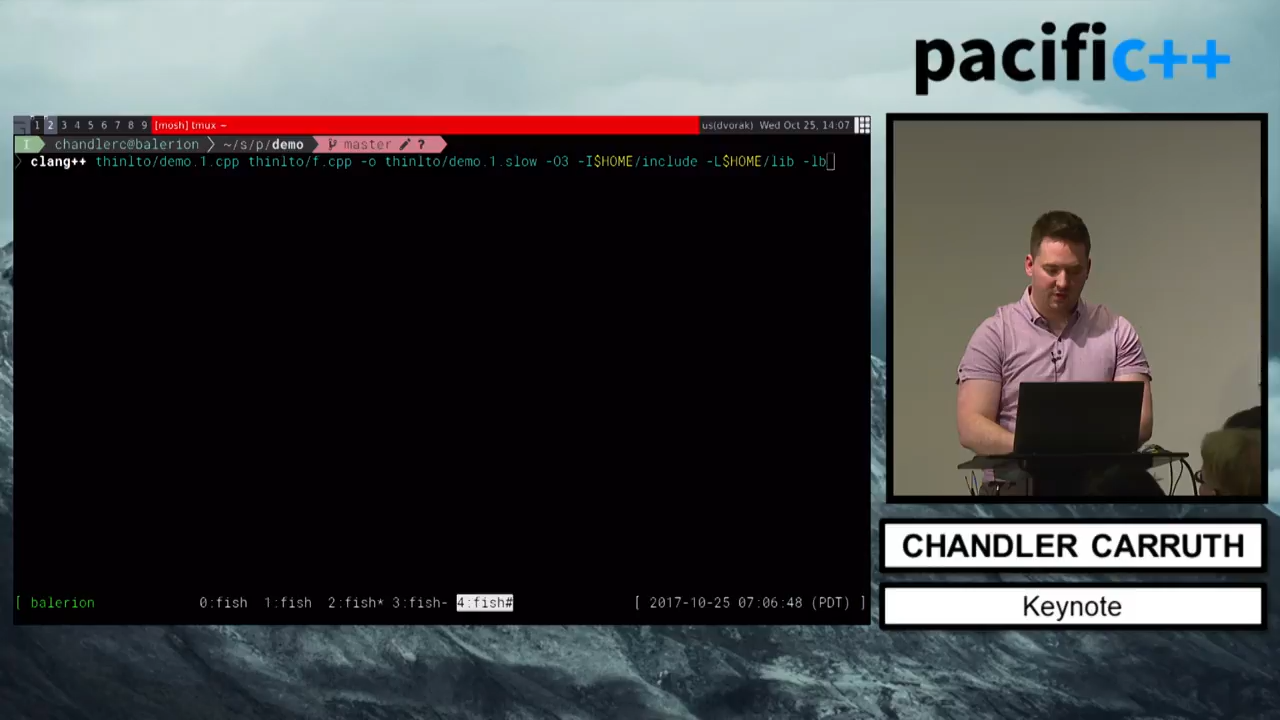 pacific++
1 2 3 4 5 6 7 8 9 [mosh] tmux ~ us(dvorak) Wed Oct 25, 14:07
I chandlerc@balerion ~/s/p/demo master ?
clang++ thinlto/demo.1.cpp thinlto/f.cpp -o thinlto/demo.1.slow -O3 -I$HOME/include -L$HOME/lib -lb
CHANDLER CARRUTH
Keynote
[ balerion 0:fish 1:fish 2:fish* 3:fish- 4:fish# [ 2017-10-25 07:06:48 (PDT) ]